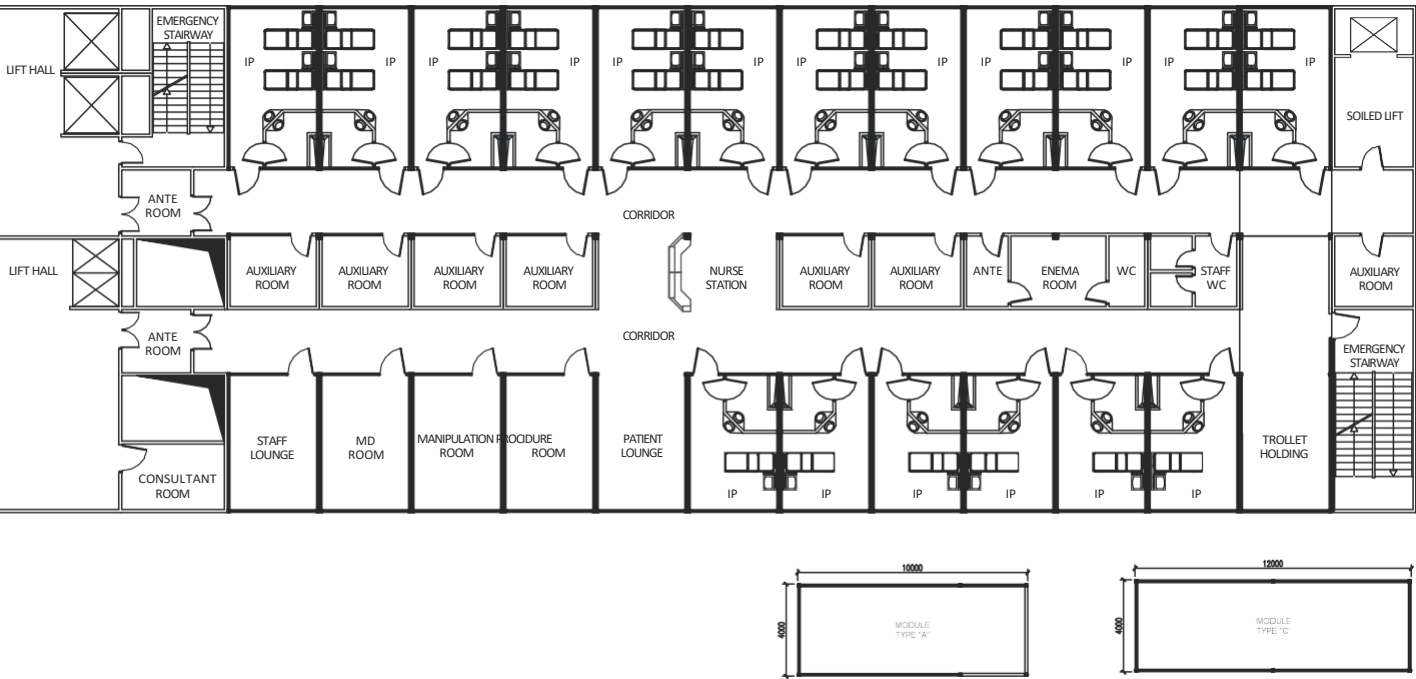 EMERGENCY
STAIRWAY
LIFT HALL
IP IP IP IP IP IP IP IP IP IP IP IP
SOILED LIFT
ANTE
ROOM
CORRIDOR
LIFT HALL
AUXILIARY
ROOM
AUXILIARY
ROOM
AUXILIARY
ROOM
AUXILIARY
ROOM
NURSE
STATION
AUXILIARY
ROOM
AUXILIARY
ROOM
ANTE
ENEMA
ROOM
WC
STAFF
WC
AUXILIARY
ROOM
ANTE
ROOM
CORRIDOR
EMERGENCY
STAIRWAY
STAFF
LOUNGE
MD
ROOM
MANIPULATION
ROOM
PROCIDURE
ROOM
PATIENT
LOUNGE
TROLLET
HOLDING
CONSULTANT
ROOM
IP IP IP IP IP IP
10000
4000
MODULE
TYPE "A"
12000
4000
MODULE
TYPE "C"